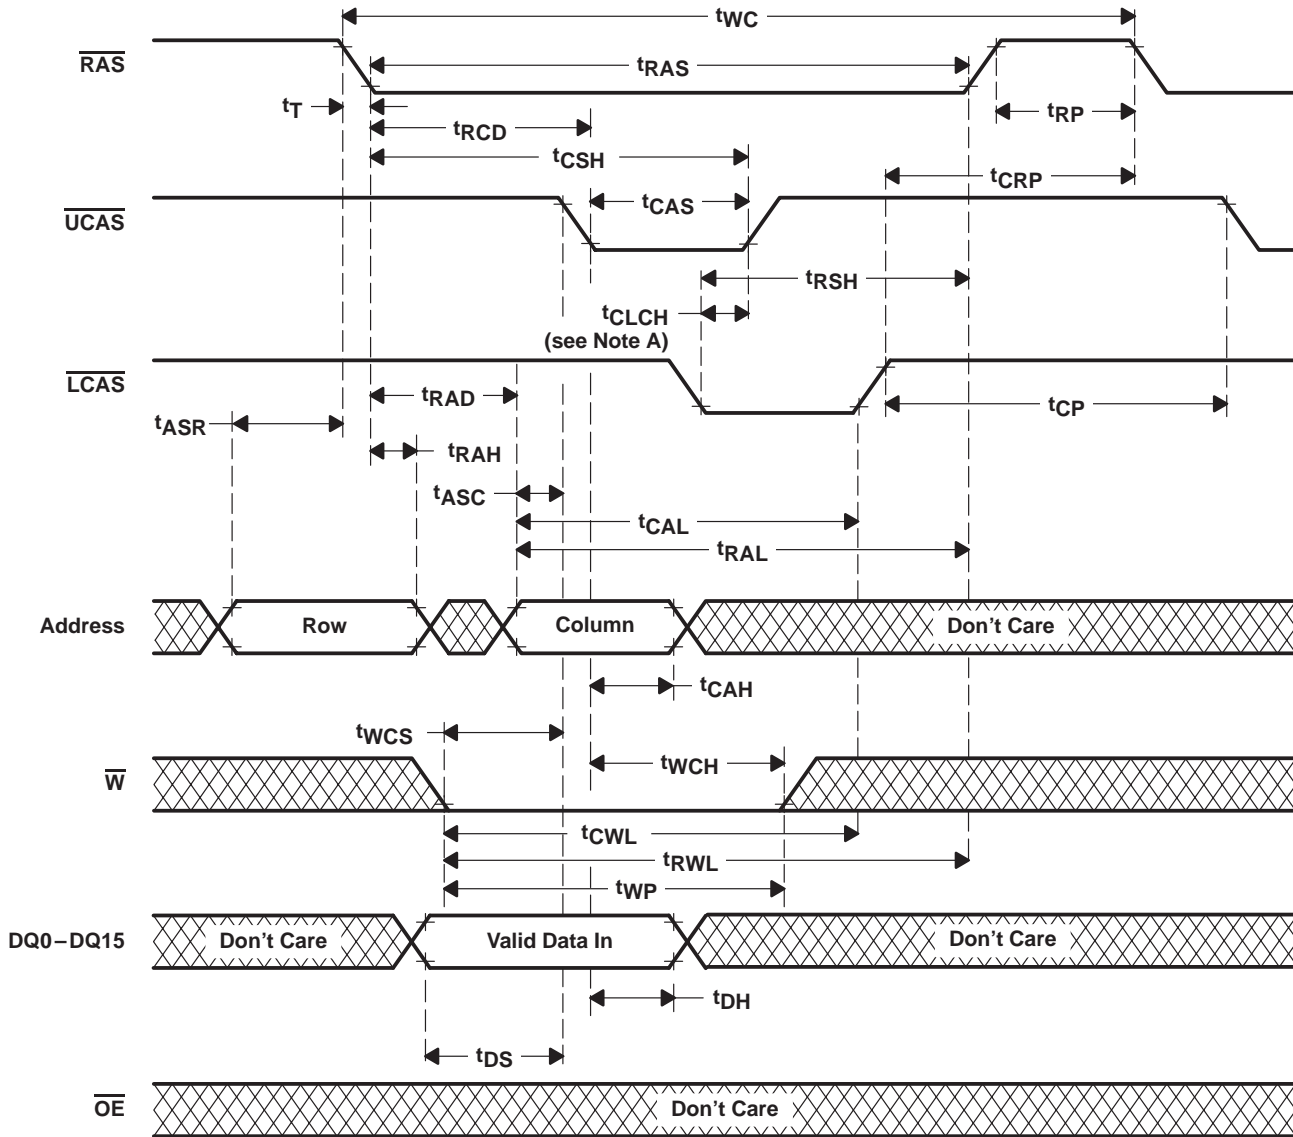 tWC
RAS
tRAS
tT
tRP
tRCD
tCSH
tCRP
UCAS
tCAS
tRSH
tCLCH
(see Note A)
LCAS
tRAD
tCP
tASR
tRAH
tASC
tCAL
tRAL
Address
Row
Column
Don't Care
tCAH
tWCS
tWCH
W
tCWL
tRWL
tWP
DQ0–DQ15
Don't Care
Valid Data In
Don't Care
tDH
tDS
OE
Don't Care